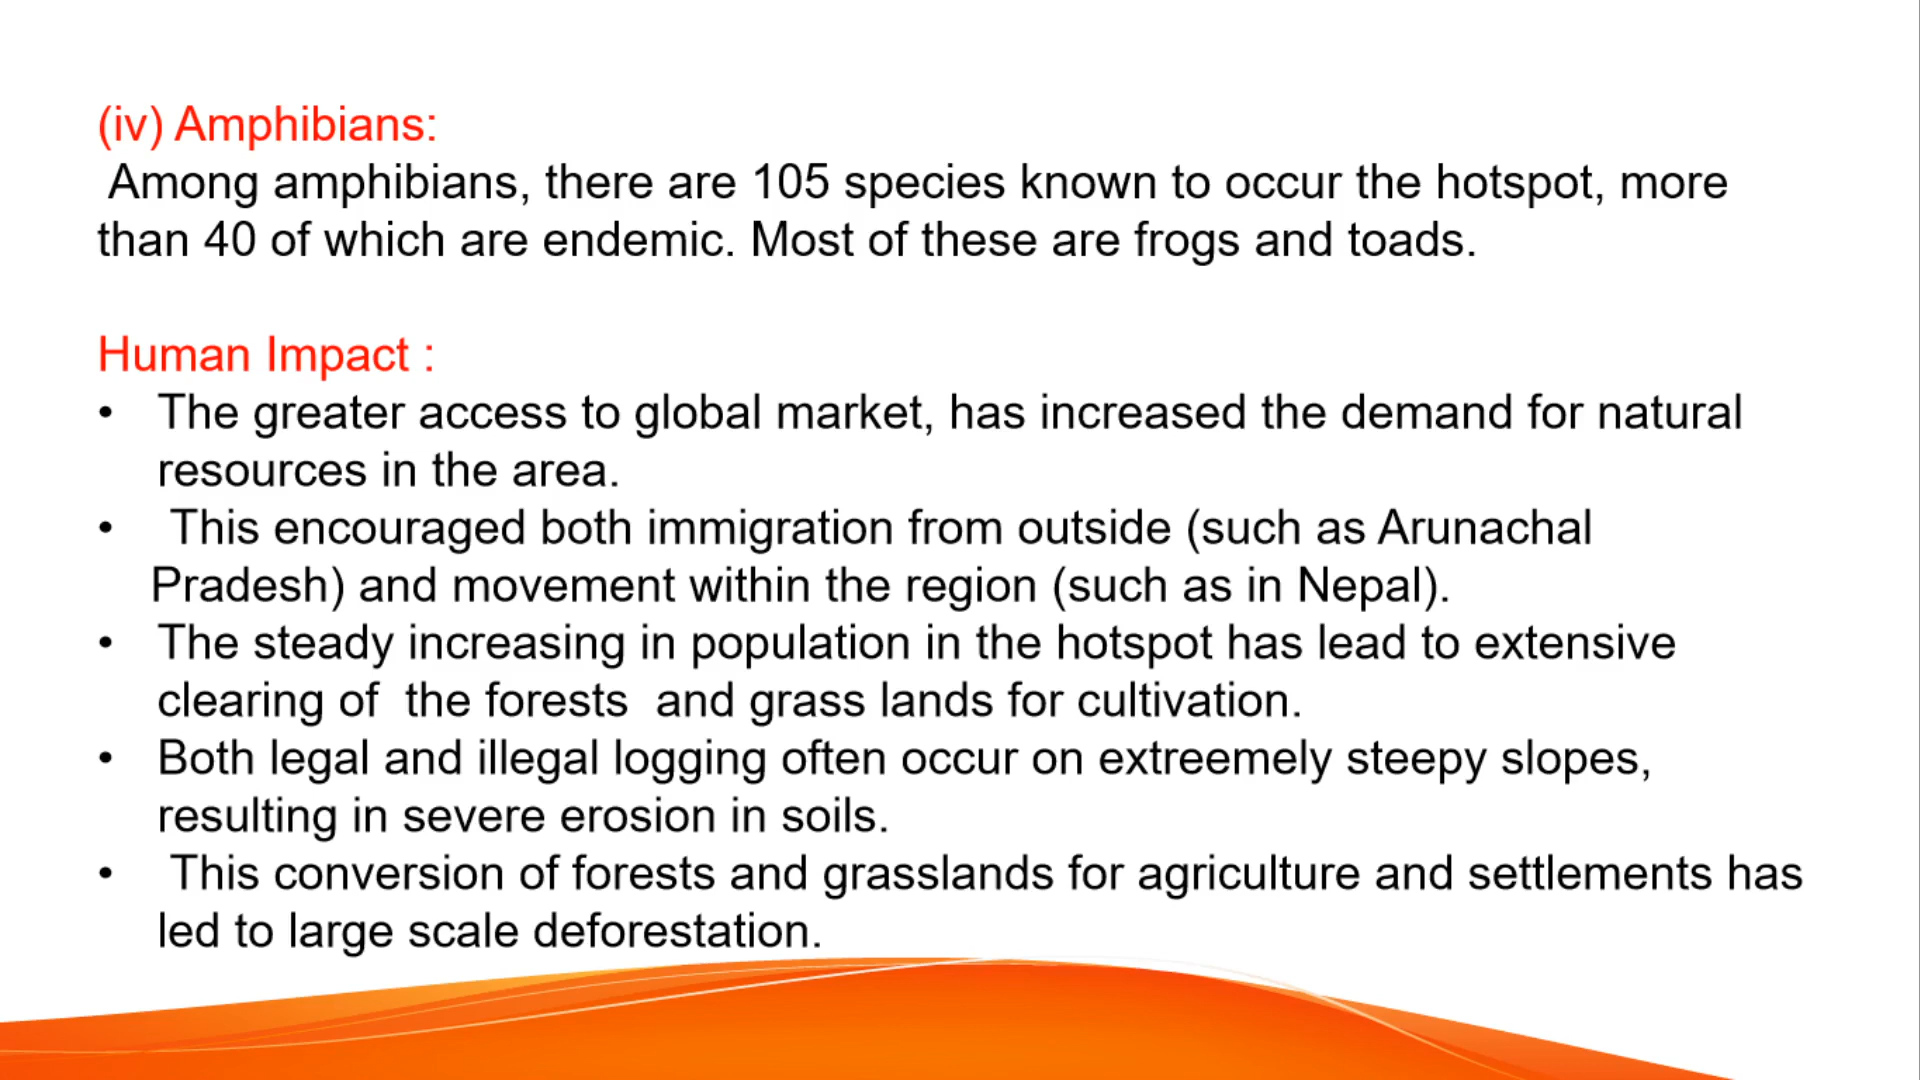 (iv) Amphibians:
Among amphibians, there are 105 species known to occur the hotspot, more
than 40 of which are endemic. Most of these are frogs and toads.
Human Impact :
• The greater access to global market, has increased the demand for natural
resources in the area.
• This encouraged both immigration from outside (such as Arunachal
Pradesh) and movement within the region (such as in Nepal).
• The steady increasing in population in the hotspot has lead to extensive
clearing of the forests and grass lands for cultivation.
• Both legal and illegal logging often occur on extreemely steepy slopes,
resulting in severe erosion in soils.
• This conversion of forests and grasslands for agriculture and settlements has
led to large scale deforestation.